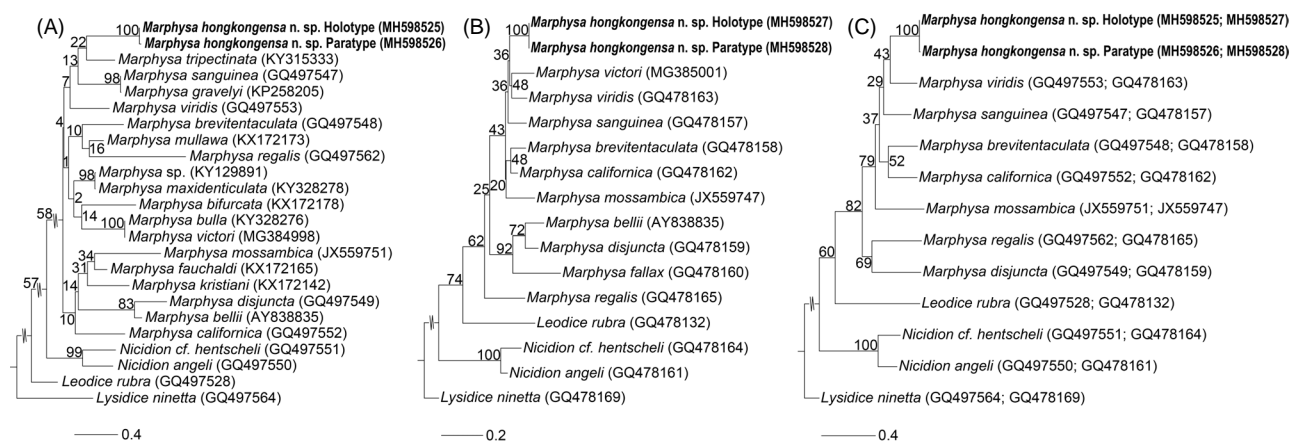 (A)
100
Marphysa hongkongensa n. sp. Holotype (MH598525)
22
Marphysa hongkongensa n. sp. Paratype (MH598526)
13
Marphysa tripectinata (KY315333)
Marphysa sanguinea (GQ497547)
7
98
Marphysa gravelyi (KP258205)
Marphysa viridis (GQ497553)
4
10
Marphysa brevitentaculata (GQ497548)
Marphysa mullawa (KX172173)
16
Marphysa regalis (GQ497562)
1
98
Marphysa sp. (KY129891)
Marphysa maxidenticulata (KY328278)
2
Marphysa bifurcata (KX172178)
58
14
100
Marphysa bulla (KY328276)
Marphysa victori (MG384998)
34
Marphysa mossambica (JX559751)
31
Marphysa fauchaldi (KX172165)
57
14
Marphysa kristiani (KX172142)
83
Marphysa disjuncta (GQ497549)
10
Marphysa bellii (AY838835)
Marphysa californica (GQ497552)
99
Nicidion cf. hentscheli (GQ497551)
Nicidion angeli (GQ497550)
Leodice rubra (GQ497528)
Lysidice ninetta (GQ497564)
0.4
(B)
Marphysa hongkongensa n. sp. Holotype (MH598527)
100
Marphysa hongkongensa n. sp. Paratype (MH598528)
36
Marphysa victori (MG385001)
36
48
Marphysa viridis (GQ478163)
Marphysa sanguinea (GQ478157)
43
Marphysa brevitentaculata (GQ478158)
48
Marphysa californica (GQ478162)
25
20
Marphysa mossambica (JX559747)
Marphysa bellii (AY838835)
72
62
92
Marphysa disjuncta (GQ478159)
Marphysa fallax (GQ478160)
74
Marphysa regalis (GQ478165)
Leodice rubra (GQ478132)
100
Nicidion cf. hentscheli (GQ478164)
Nicidion angeli (GQ478161)
Lysidice ninetta (GQ478169)
0.2
(C)
Marphysa hongkongensa n. sp. Holotype (MH598525; MH598527)
100
43
Marphysa hongkongensa n. sp. Paratype (MH598526; MH598528)
29
Marphysa viridis (GQ497553; GQ478163)
37
Marphysa sanguinea (GQ497547; GQ478157)
Marphysa brevitentaculata (GQ497548; GQ478158)
79
52
Marphysa californica (GQ497552; GQ478162)
82
Marphysa mossambica (JX559751; JX559747)
Marphysa regalis (GQ497562; GQ478165)
60
69
Marphysa disjuncta (GQ497549; GQ478159)
Leodice rubra (GQ497528; GQ478132)
100
Nicidion cf. hentscheli (GQ497551; GQ478164)
Nicidion angeli (GQ497550; GQ478161)
Lysidice ninetta (GQ497564; GQ478169)
0.4